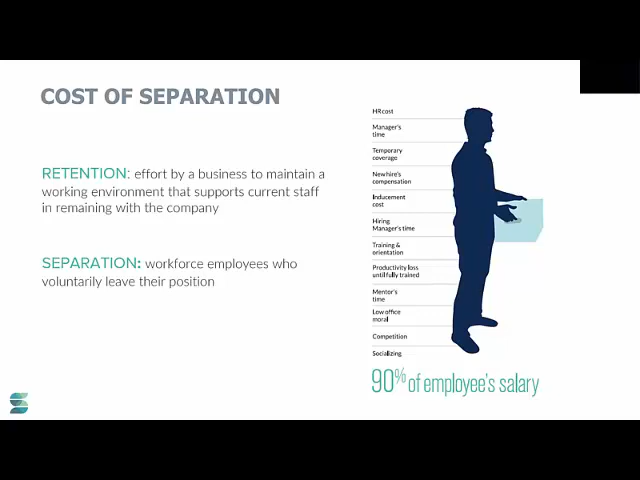 COST OF SEPARATION
RETENTION: effort by a business to maintain a
working environment that supports current staff
in remaining with the company
SEPARATION: workforce employees who
voluntarily leave their position
HR cost
Manager's
time
Temporary
coverage
New hire's
compensation
Inducement
cost
Hiring
Manager's time
Training &
orientation
Productivity loss
until fully trained
Mentor's
time
Low office
moral
Competition
Socializing
90% of employee's salary